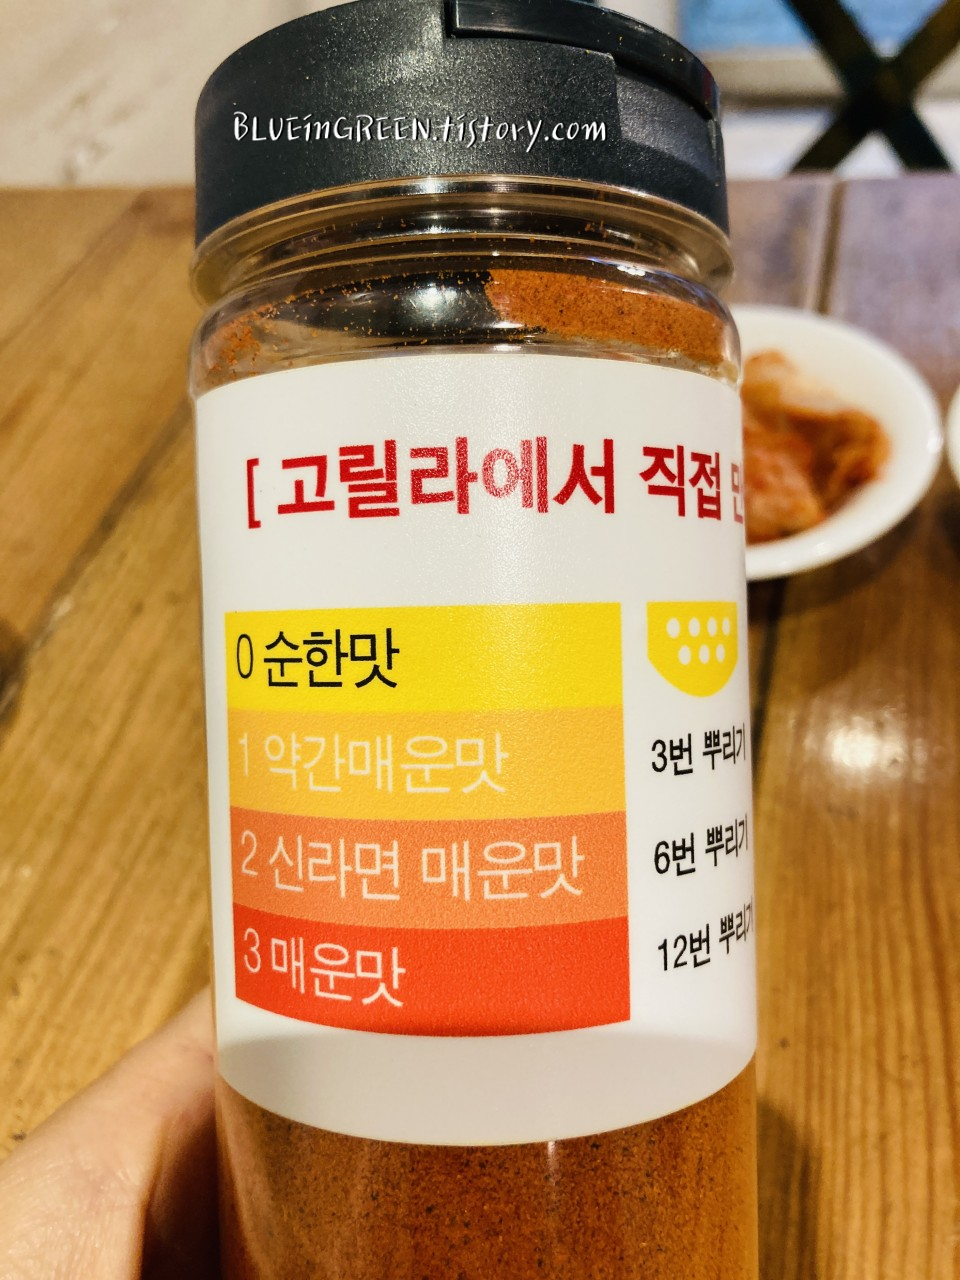 BLUEinGREEN.tistory.com
[ 고릴라에서 직접
0 순한맛
1 약간매운맛
3번 뿌리기
2 신라면 매운맛
6번 뿌리기
3 매운맛
12번 뿌리기